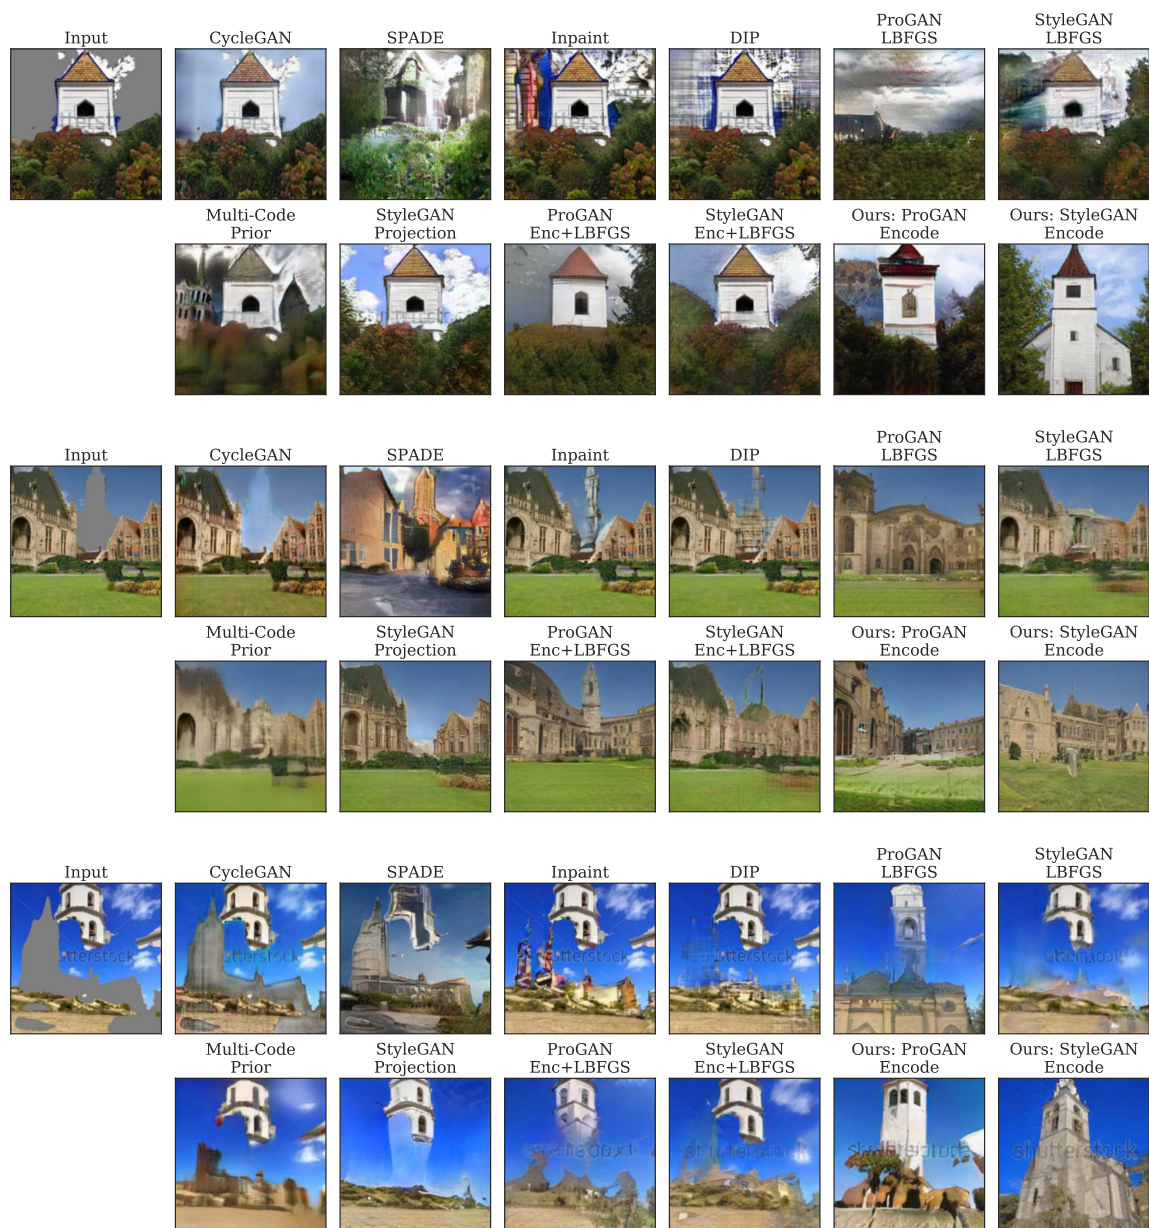 Input
CycleGAN
SPADE
Inpaint
DIP
ProGAN
LBFGS
StyleGAN
LBFGS
Multi-Code
Prior
StyleGAN
Projection
ProGAN
Enc+LBFGS
StyleGAN
Enc+LBFGS
Ours: ProGAN
Encode
Ours: StyleGAN
Encode
Input
CycleGAN
SPADE
Inpaint
DIP
ProGAN
LBFGS
StyleGAN
LBFGS
Multi-Code
Prior
StyleGAN
Projection
ProGAN
Enc+LBFGS
StyleGAN
Enc+LBFGS
Ours: ProGAN
Encode
Ours: StyleGAN
Encode
Input
CycleGAN
SPADE
Inpaint
DIP
ProGAN
LBFGS
StyleGAN
LBFGS
utterstock
utterstock
utterstock
utterstock
Multi-Code
Prior
StyleGAN
Projection
ProGAN
Enc+LBFGS
StyleGAN
Enc+LBFGS
Ours: ProGAN
Encode
Ours: StyleGAN
Encode
shutterstock